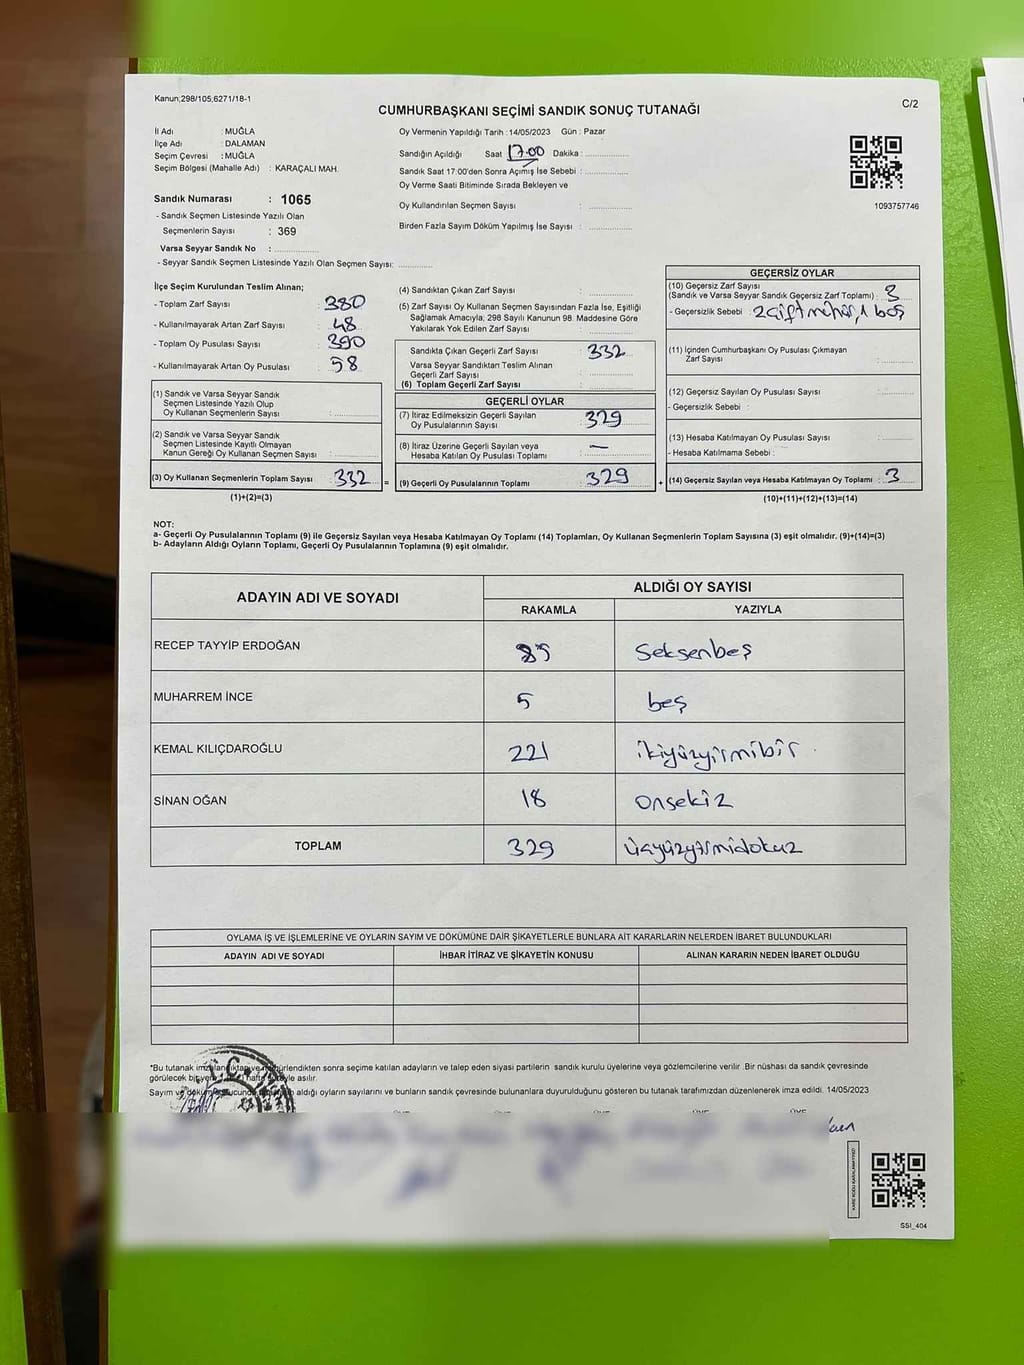 Kanun;298/105;6271/18-1
CUMHURBAŞKANI SEÇİMİ SANDIK SONUÇ TUTANAĞI
C/2
İl Adı : MUĞLA
İlçe Adı : DALAMAN
Seçim Çevresi : MUĞLA
Seçim Bölgesi (Mahalle Adı) : KARAÇALI MAH.
Sandık Numarası : 1065
- Sandık Seçmen Listesinde Yazılı Olan
Seçmenlerin Sayısı : 369
Varsa Seyyar Sandık No :
- Seyyar Sandık Seçmen Listesinde Yazılı Olan Seçmen Sayısı:
Oy Vermenin Yapıldığı Tarih : 14/05/2023 Gün : Pazar
Sandığın Açıldığı Saat 17.00 Dakika :
Sandık Saat 17:00'den Sonra Açımış İse Sebebi :
Oy Verme Saati Bitiminde Sırada Bekleyen ve
Oy Kullandırılan Seçmen Sayısı :
Birden Fazla Sayım Döküm Yapılmış İse Sayısı :
1093757746
İlçe Seçim Kurulundan Teslim Alınan;
- Toplam Zarf Sayısı : 380
- Kullanılmayarak Artan Zarf Sayısı : 48
- Toplam Oy Pusulası Sayısı : 390
- Kullanılmayarak Artan Oy Pusulası : 58
(1) Sandık ve Varsa Seyyar Sandık
Seçmen Listesinde Yazılı Olup
Oy Kullanan Seçmenlerin Sayısı :
(2) Sandık ve Varsa Seyyar Sandık
Seçmen Listesinde Kayıtlı Olmayan
Kanun Gereği Oy Kullanan Seçmen Sayısı :
(3) Oy Kullanan Seçmenlerin Toplam Sayısı : 332 =
(1)+(2)=(3)
(4) Sandıktan Çıkan Zarf Sayısı :
(5) Zarf Sayısı Oy Kullanan Seçmen Sayısından Fazla İse, Eşitliği
Sağlamak Amacıyla; 298 Sayılı Kanunun 98. Maddesine Göre
Yakılarak Yok Edilen Zarf Sayısı :
Sandıkta Çıkan Geçerli Zarf Sayısı : 332
Varsa Seyyar Sandıktan Teslim Alınan
Geçerli Zarf Sayısı :
(6) Toplam Geçerli Zarf Sayısı :
GEÇERLİ OYLAR
(7) İtiraz Edilmeksizin Geçerli Sayılan
Oy Pusulalarının Sayısı : 329
(8) İtiraz Üzerine Geçerli Sayılan veya
Hesaba Katılan Oy Pusulası Toplamı : —
(9) Geçerli Oy Pusulalarının Toplamı : 329 +
GEÇERSİZ OYLAR
(10) Geçersiz Zarf Sayısı
(Sandık ve Varsa Seyyar Sandık Geçersiz Zarf Toplamı) : 3
- Geçersizlik Sebebi : 2 çift mühür, 1 boş
(11) İçinden Cumhurbaşkanı Oy Pusulası Çıkmayan
Zarf Sayısı :
(12) Geçersiz Sayılan Oy Pusulası Sayısı :
- Geçersizlik Sebebi :
(13) Hesaba Katılmayan Oy Pusulası Sayısı :
- Hesaba Katılmama Sebebi :
(14) Geçersiz Sayılan veya Hesaba Katılmayan Oy Toplamı : 3
(10)+(11)+(12)+(13)=(14)
NOT:
a- Geçerli Oy Pusulalarının Toplamı (9) ile Geçersiz Sayılan veya Hesaba Katılmayan Oy Toplamı (14) Toplamları, Oy Kullanan Seçmenlerin Toplam Sayısına (3) eşit olmalıdır. (9)+(14)=(3)
b- Adayların Aldığı Oyların Toplamı, Geçerli Oy Pusulalarının Toplamına (9) eşit olmalıdır.
ADAYIN ADI VE SOYADI
ALDIĞI OY SAYISI
RAKAMLA YAZIYLA
RECEP TAYYİP ERDOĞAN 85 Seksenbeş
MUHARREM İNCE 5 beş
KEMAL KILIÇDAROĞLU 221 ikiyüzyirmibir
SİNAN OĞAN 18 onsekiz
TOPLAM 329 üçyüzyirmidokuz
OYLAMA İŞ VE İŞLEMLERİNE VE OYLARIN SAYIM VE DÖKÜMÜNE DAİR ŞİKAYETLERLE BUNLARA AİT KARARLARIN NELERDEN İBARET BULUNDUKLARI
ADAYIN ADI VE SOYADI İHBAR İTİRAZ VE ŞİKAYETİN KONUSU ALINAN KARARIN NEDEN İBARET OLDUĞU
*Bu tutanak sonra seçime katılan adayların ve talep eden siyasi partilerin sandık kurulu üyelerine veya gözlemcilerine verilir. Bir nüshası da sandık çevresinde
görülecek bir asılır.
Sayım ve aldığı oyların sayılarını ve bunların sandık çevresinde bulunanlara duyurulduğunu gösteren bu tutanak tarafımızdan düzenlenerek imza edildi. 14/05/2023
SSI_404